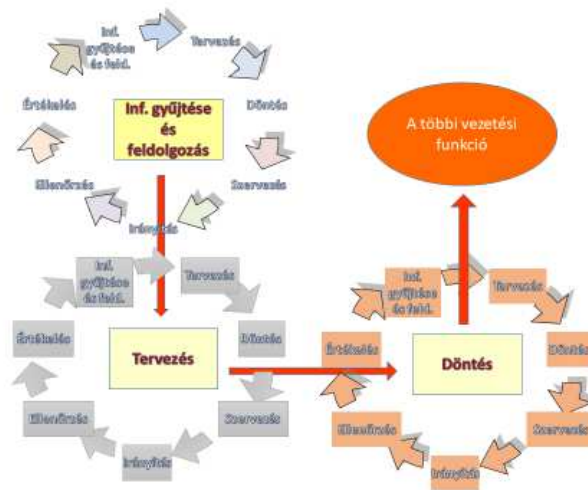 Inf.
gyűjtése
és feld.
Tervezés
Döntés
Szervezés
Irányítás
Ellenőrzés
Értékelés
Inf. gyűjtése
és
feldolgozás
A többi vezetési
funkció
Inf.
gyűjtése
és feld.
Tervezés
Döntés
Szervezés
Irányítás
Ellenőrzés
Értékelés
Tervezés
Inf.
gyűjtése
és feld.
Tervezés
Döntés
Szervezés
Irányítás
Ellenőrzés
Értékelés
Döntés